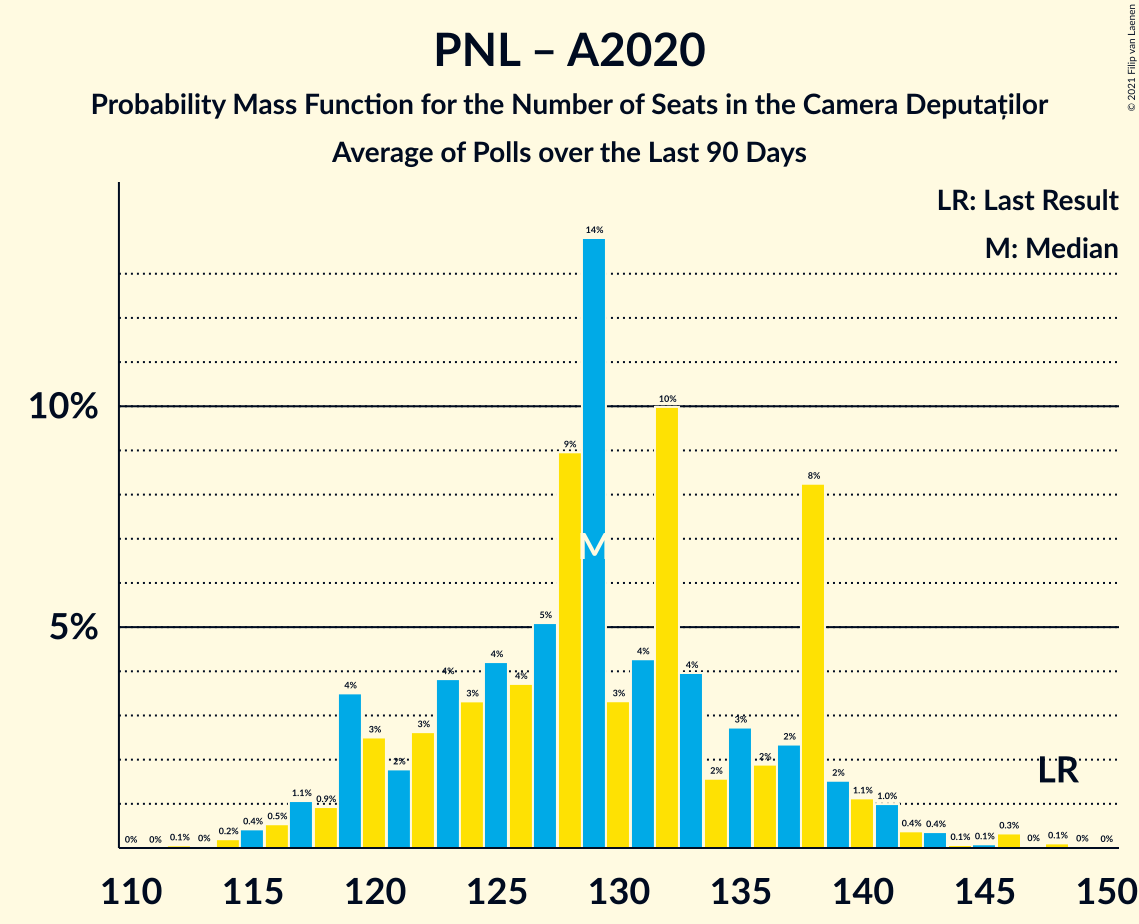 © 2021 Filip van Laenen
PNL – A2020
Probability Mass Function for the Number of Seats in the Camera Deputaților
Average of Polls over the Last 90 Days
LR: Last Result
M: Median
10%
5%
0% 0% 0.1% 0% 0.2% 0.4% 0.5% 1.1% 0.9% 4% 3% 2% 3% 4% 3% 4% 4% 5% 9% 14% 3% 4% 10% 4% 2% 3% 2% 2% 8% 2% 1.1% 1.0% 0.4% 0.4% 0.1% 0.1% 0.3% 0% 0.1% 0% 0%
M
LR
110 115 120 125 130 135 140 145 150